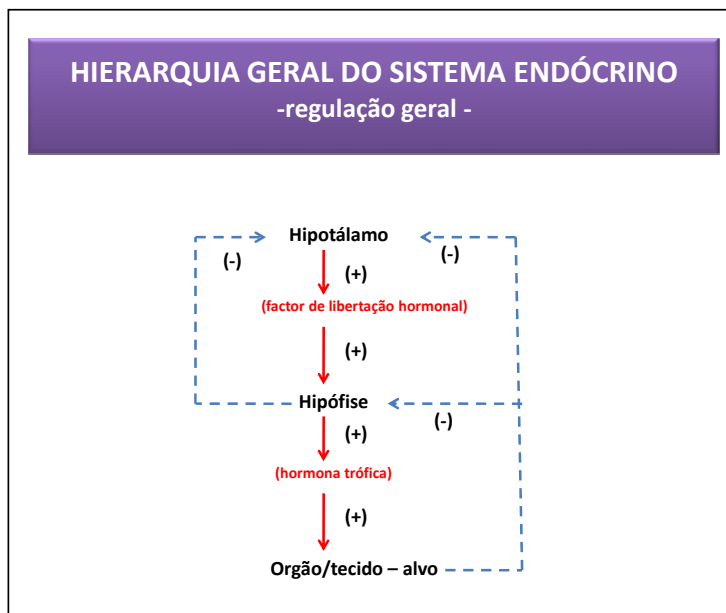 HIERARQUIA GERAL DO SISTEMA ENDÓCRINO
-regulação geral -
Hipotálamo
(-)
(-)
(+)
(factor de libertação hormonal)
(+)
Hipófise
(-)
(+)
(hormona trófica)
(+)
Orgão/tecido – alvo